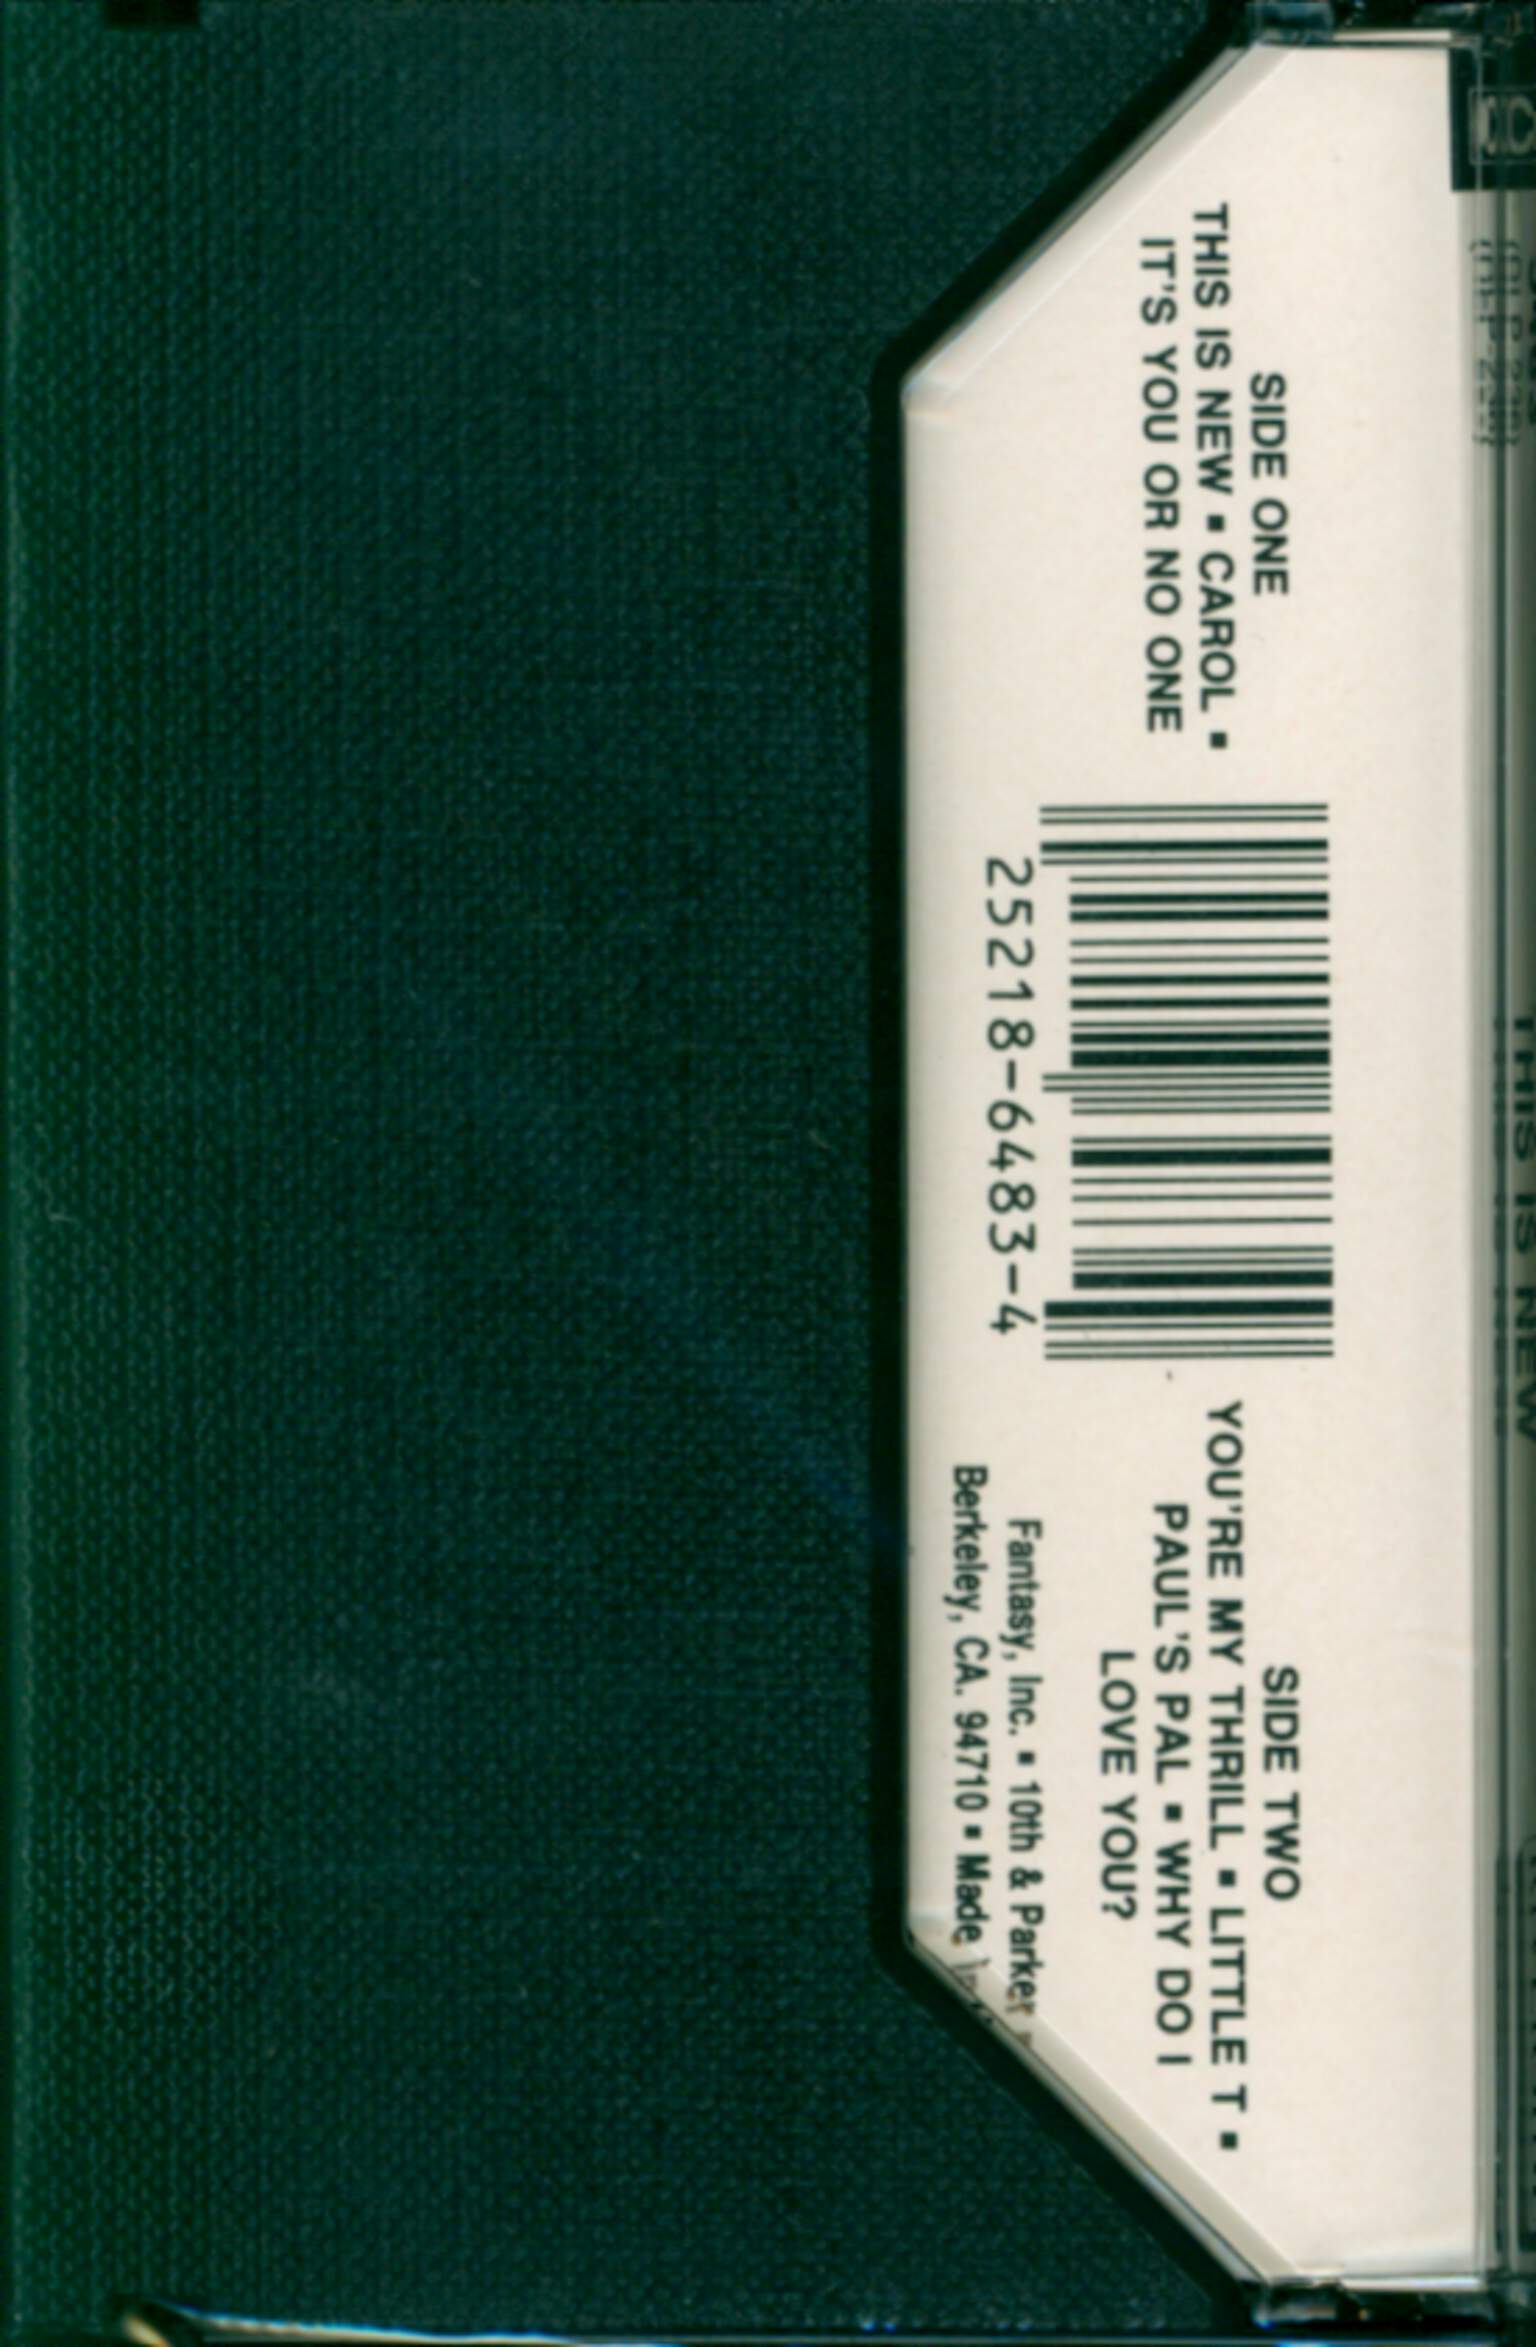 SIDE ONE
THIS IS NEW ▪ CAROL ▪
IT'S YOU OR NO ONE
25218-6483-4
SIDE TWO
YOU'RE MY THRILL ▪ LITTLE T ▪
PAUL'S PAL ▪ WHY DO I
LOVE YOU?
Fantasy, Inc. ▪ 10th & Parker
Berkeley, CA. 94710 ▪ Made
THIS IS NEW